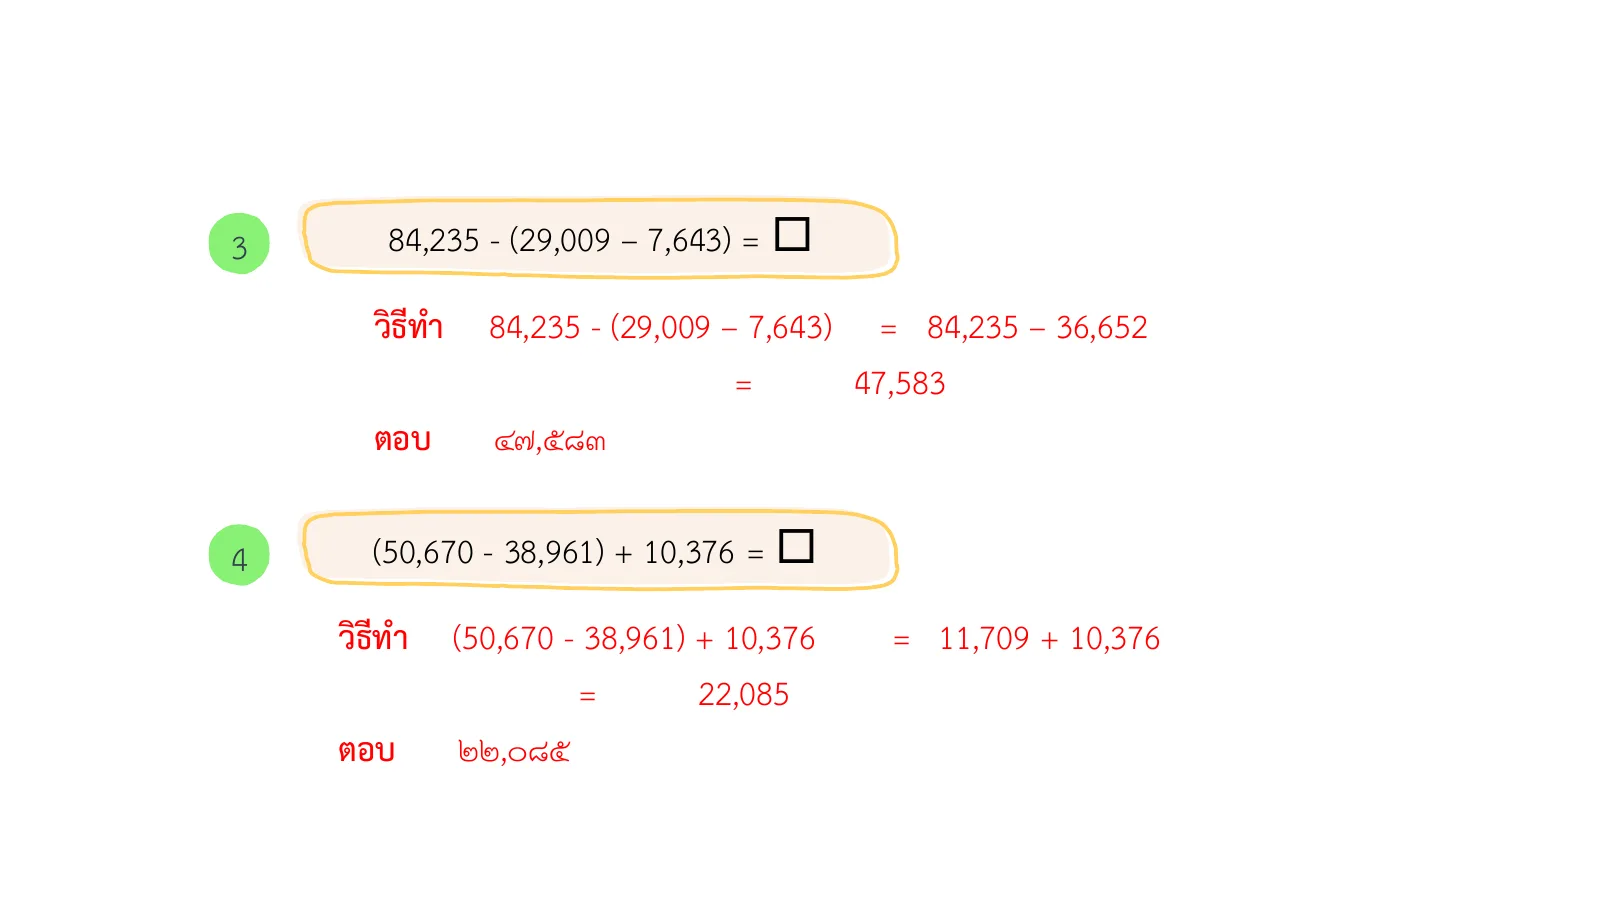 3
84,235 - (29,009 – 7,643) = □
วิธีทำ 84,235 - (29,009 – 7,643) = 84,235 – 36,652
= 47,583
ตอบ ๔๗,๕๘๓
4
(50,670 - 38,961) + 10,376 = □
วิธีทำ (50,670 - 38,961) + 10,376 = 11,709 + 10,376
= 22,085
ตอบ ๒๒,๐๘๕